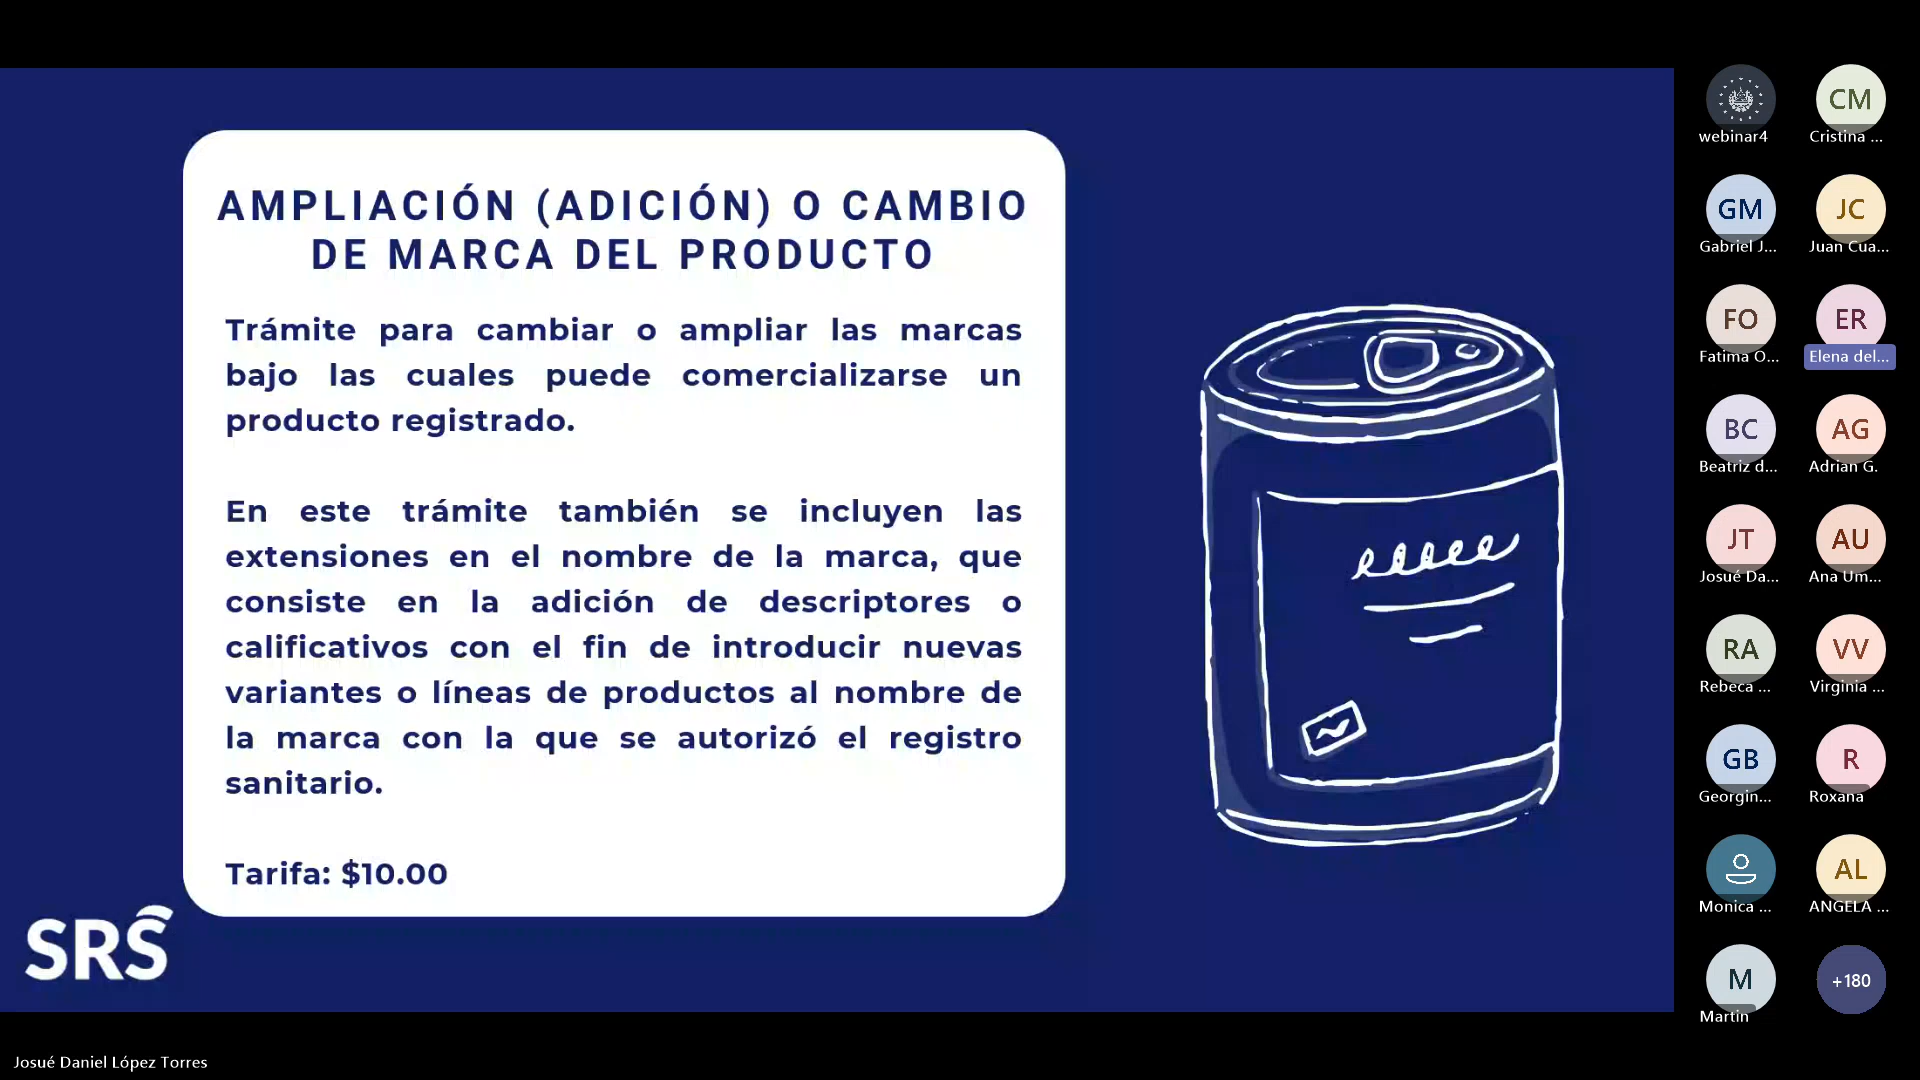 AMPLIACIÓN (ADICIÓN) O CAMBIO
DE MARCA DEL PRODUCTO
Trámite para cambiar o ampliar las marcas
bajo las cuales puede comercializarse un
producto registrado.
En este trámite también se incluyen las
extensiones en el nombre de la marca, que
consiste en la adición de descriptores o
calificativos con el fin de introducir nuevas
variantes o líneas de productos al nombre de
la marca con la que se autorizó el registro
sanitario.
Tarifa: $10.00
SRS
Josué Daniel López Torres
webinar4
CM
Cristina ...
GM
Gabriel J...
JC
Juan Cua...
FO
Fatima O...
ER
Elena del...
BC
Beatriz d...
AG
Adrian G.
JT
Josué Da...
AU
Ana Um...
RA
Rebeca ...
VV
Virginia ...
GB
Georgin...
R
Roxana
Monica ...
AL
ANGELA ...
M
Martin
+180